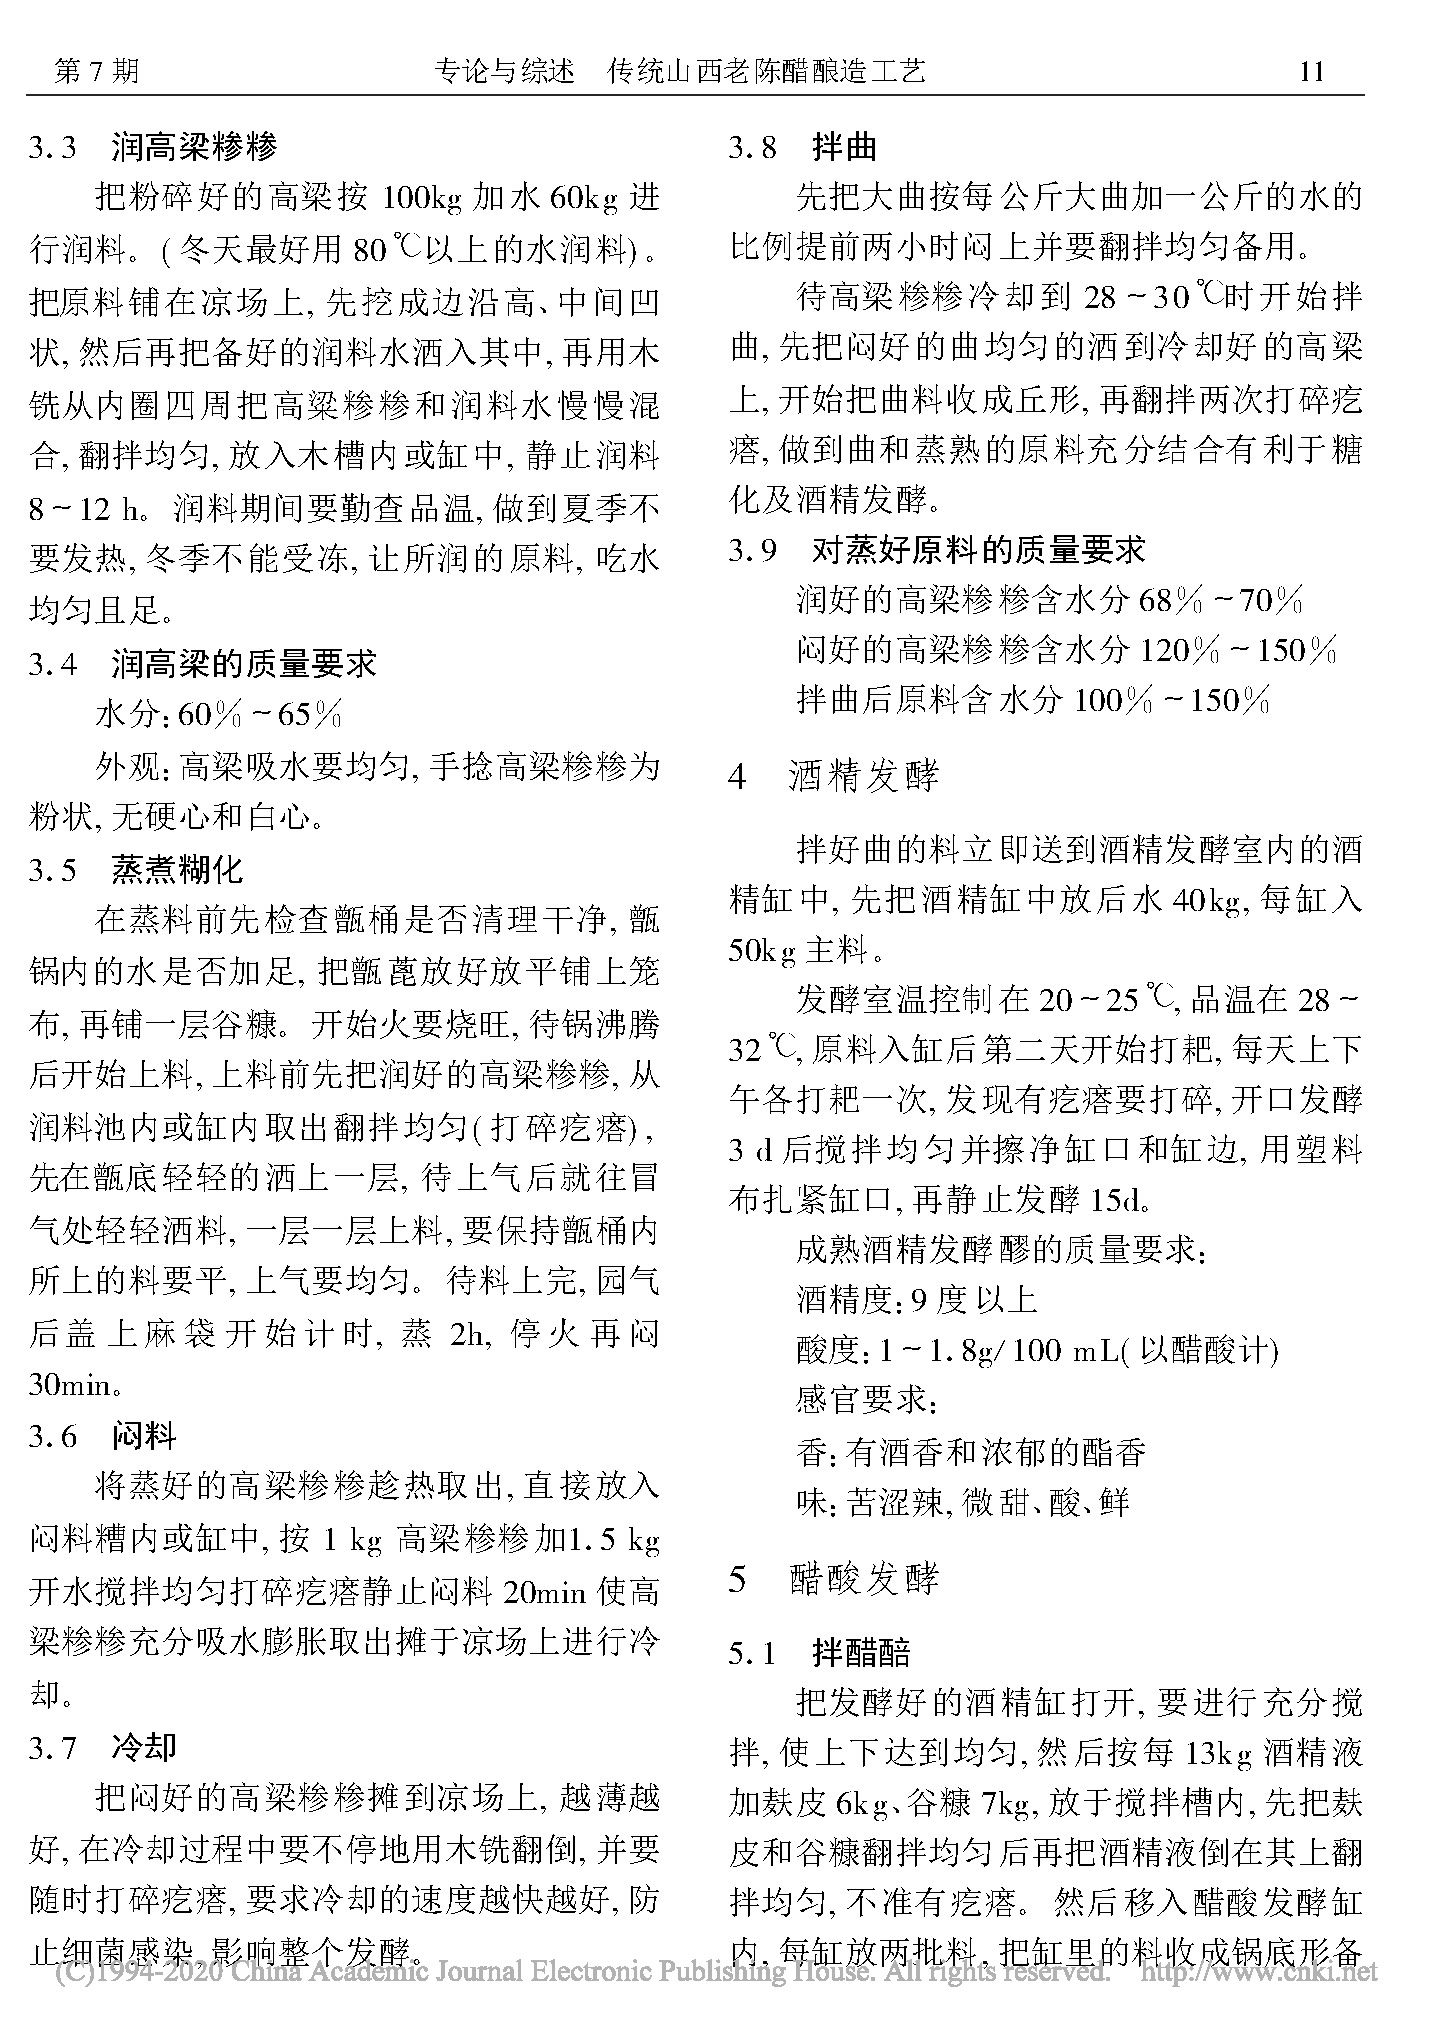 第 7 期 专论与综述 传统山西老陈醋酿造工艺 11
3.3 润高粱糁糁
把粉碎好的高粱按 100kg 加水 60kg 进
行润料。(冬天最好用 80℃以上的水润料)。
把原料铺在凉场上, 先挖成边沿高、中间凹
状, 然后再把备好的润料水洒入其中, 再用木
铣从内圈四周把高粱糁糁和润料水慢慢混
合, 翻拌均匀, 放入木槽内或缸中, 静止润料
8~12 h。润料期间要勤查品温, 做到夏季不
要发热, 冬季不能受冻, 让所润的原料, 吃水
均匀且足。
3.4 润高粱的质量要求
水分: 60%~65%
外观: 高粱吸水要均匀, 手捻高粱糁糁为
粉状, 无硬心和白心。
3.5 蒸煮糊化
在蒸料前先检查甑桶是否清理干净, 甑
锅内的水是否加足, 把甑蓖放好放平铺上笼
布, 再铺一层谷糠。开始火要烧旺, 待锅沸腾
后开始上料, 上料前先把润好的高粱糁糁, 从
润料池内或缸内取出翻拌均匀(打碎疙瘩),
先在甑底轻轻的洒上一层, 待上气后就往冒
气处轻轻洒料, 一层一层上料, 要保持甑桶内
所上的料要平, 上气要均匀。待料上完, 园气
后盖上麻袋开始计时, 蒸 2h, 停火再闷
30min。
3.6 闷料
将蒸好的高粱糁糁趁热取出, 直接放入
闷料糟内或缸中, 按 1 kg 高粱糁糁加1.5 kg
开水搅拌均匀打碎疙瘩静止闷料 20min 使高
粱糁糁充分吸水膨胀取出摊于凉场上进行冷
却。
3.7 冷却
把闷好的高粱糁糁摊到凉场上, 越薄越
好, 在冷却过程中要不停地用木铣翻倒, 并要
随时打碎疙瘩, 要求冷却的速度越快越好, 防
止细菌感染, 影响整个发酵。
3.8 拌曲
先把大曲按每公斤大曲加一公斤的水的
比例提前两小时闷上并要翻拌均匀备用。
待高粱糁糁冷却到 28~30℃时开始拌
曲, 先把闷好的曲均匀的洒到冷却好的高粱
上, 开始把曲料收成丘形, 再翻拌两次打碎疙
瘩, 做到曲和蒸熟的原料充分结合有利于糖
化及酒精发酵。
3.9 对蒸好原料的质量要求
润好的高粱糁糁含水分 68%~70%
闷好的高粱糁糁含水分 120%~150%
拌曲后原料含水分 100%~150%
4 酒精发酵
拌好曲的料立即送到酒精发酵室内的酒
精缸中, 先把酒精缸中放后水 40kg, 每缸入
50kg 主料。
发酵室温控制在 20~25℃, 品温在 28~
32℃, 原料入缸后第二天开始打耙, 每天上下
午各打耙一次, 发现有疙瘩要打碎, 开口发酵
3 d 后搅拌均匀并擦净缸口和缸边, 用塑料
布扎紧缸口, 再静止发酵 15d。
成熟酒精发酵醪的质量要求:
酒精度: 9 度以上
酸度: 1~1.8g/100 mL(以醋酸计)
感官要求:
香: 有酒香和浓郁的酯香
味: 苦涩辣, 微甜、酸、鲜
5 醋酸发酵
5.1 拌醋醅
把发酵好的酒精缸打开, 要进行充分搅
拌, 使上下达到均匀, 然后按每 13kg 酒精液
加麸皮 6kg、谷糠 7kg, 放于搅拌槽内, 先把麸
皮和谷糠翻拌均匀后再把酒精液倒在其上翻
拌均匀, 不准有疙瘩。然后移入醋酸发酵缸
内, 每缸放两批料, 把缸里的料收成锅底形备
(C)1994-2020 China Academic Journal Electronic Publishing House. All rights reserved. http://www.cnki.net